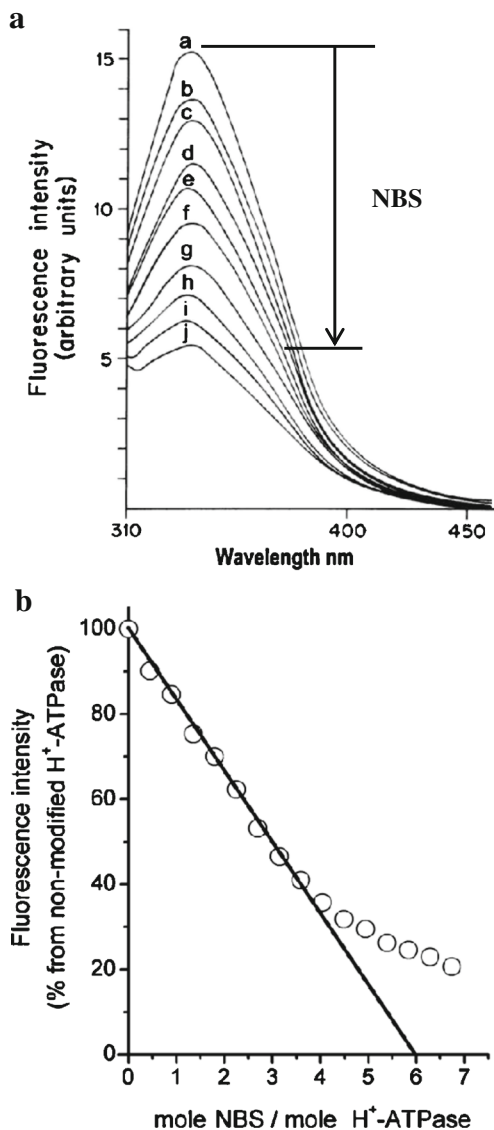 a
Fluorescence intensity
(arbitrary units)
15
10
5
a
b
c
d
e
f
g
h
i
j
NBS
310
400
450
Wavelength nm
b
Fluorescence intensity
(% from non-modified H⁺-ATPase)
100
80
60
40
20
0
0 1 2 3 4 5 6 7
mole NBS / mole H⁺-ATPase